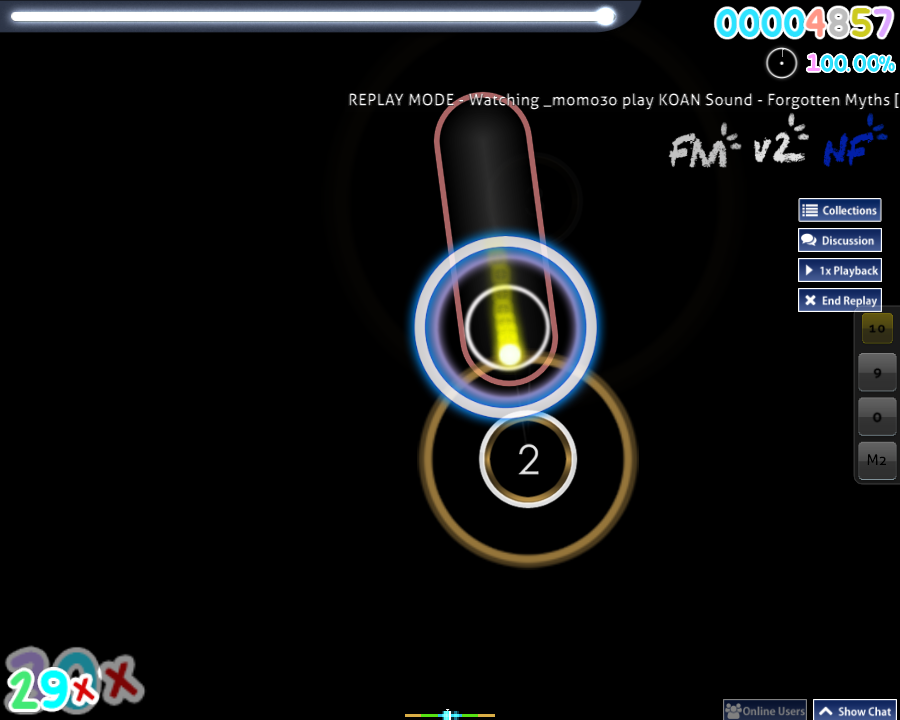 00004857
100.00%
REPLAY MODE - Watching _momo30 play KOAN Sound - Forgotten Myths [
FM V2 NF
Collections
Discussion
1x Playback
End Replay
10
9
0
M2
2
29x
Online Users
Show Chat